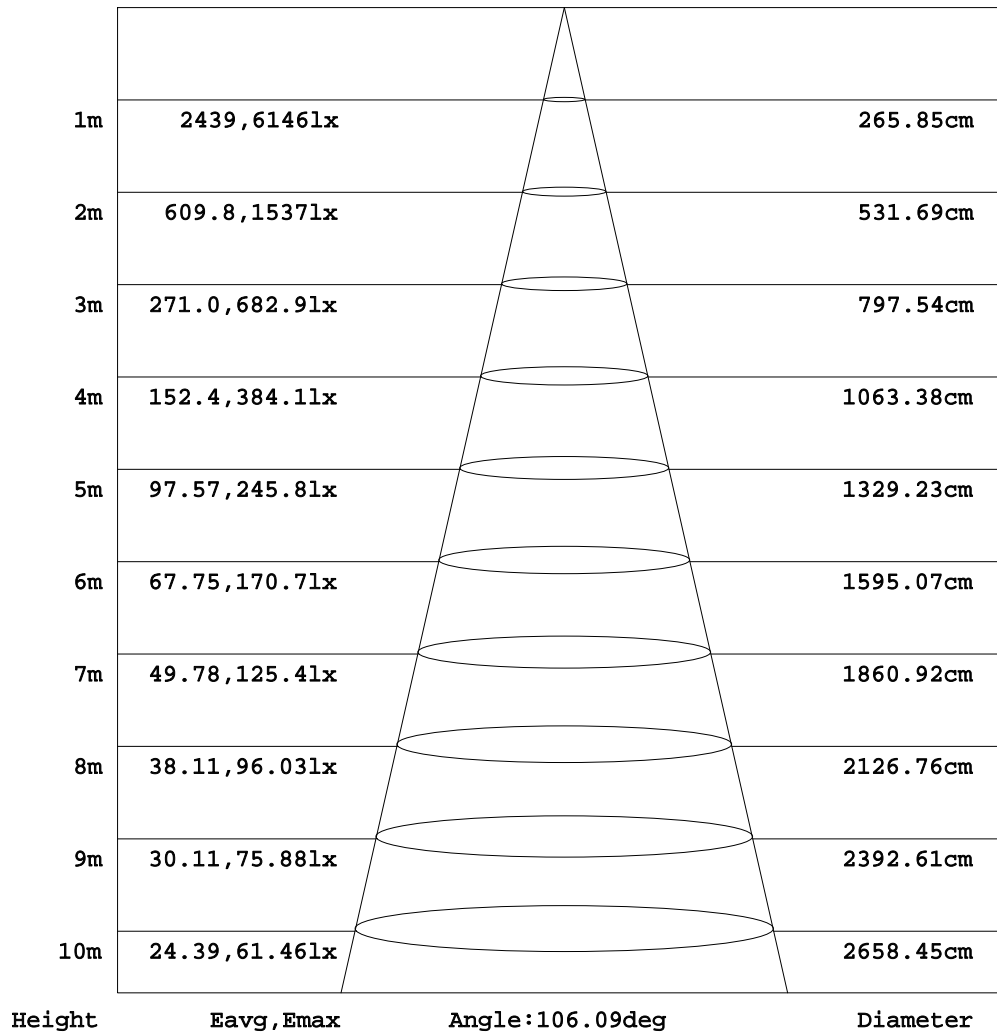 1m 2439,6146lx 265.85cm
2m 609.8,1537lx 531.69cm
3m 271.0,682.9lx 797.54cm
4m 152.4,384.1lx 1063.38cm
5m 97.57,245.8lx 1329.23cm
6m 67.75,170.7lx 1595.07cm
7m 49.78,125.4lx 1860.92cm
8m 38.11,96.03lx 2126.76cm
9m 30.11,75.88lx 2392.61cm
10m 24.39,61.46lx 2658.45cm
Height Eavg,Emax Angle:106.09deg Diameter